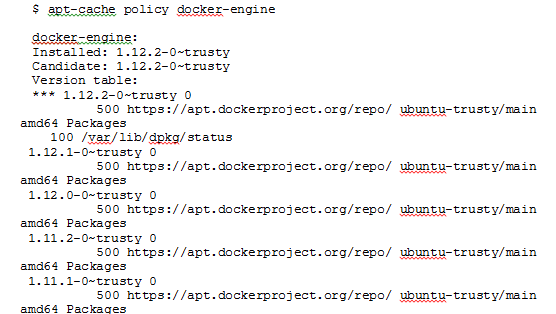 $ apt-cache policy docker-engine
docker-engine:
Installed: 1.12.2-0~trusty
Candidate: 1.12.2-0~trusty
Version table:
*** 1.12.2-0~trusty 0
500 https://apt.dockerproject.org/repo/ ubuntu-trusty/main
amd64 Packages
100 /var/lib/dpkg/status
1.12.1-0~trusty 0
500 https://apt.dockerproject.org/repo/ ubuntu-trusty/main
amd64 Packages
1.12.0-0~trusty 0
500 https://apt.dockerproject.org/repo/ ubuntu-trusty/main
amd64 Packages
1.11.2-0~trusty 0
500 https://apt.dockerproject.org/repo/ ubuntu-trusty/main
amd64 Packages
1.11.1-0~trusty 0
500 https://apt.dockerproject.org/repo/ ubuntu-trusty/main
amd64 Packages